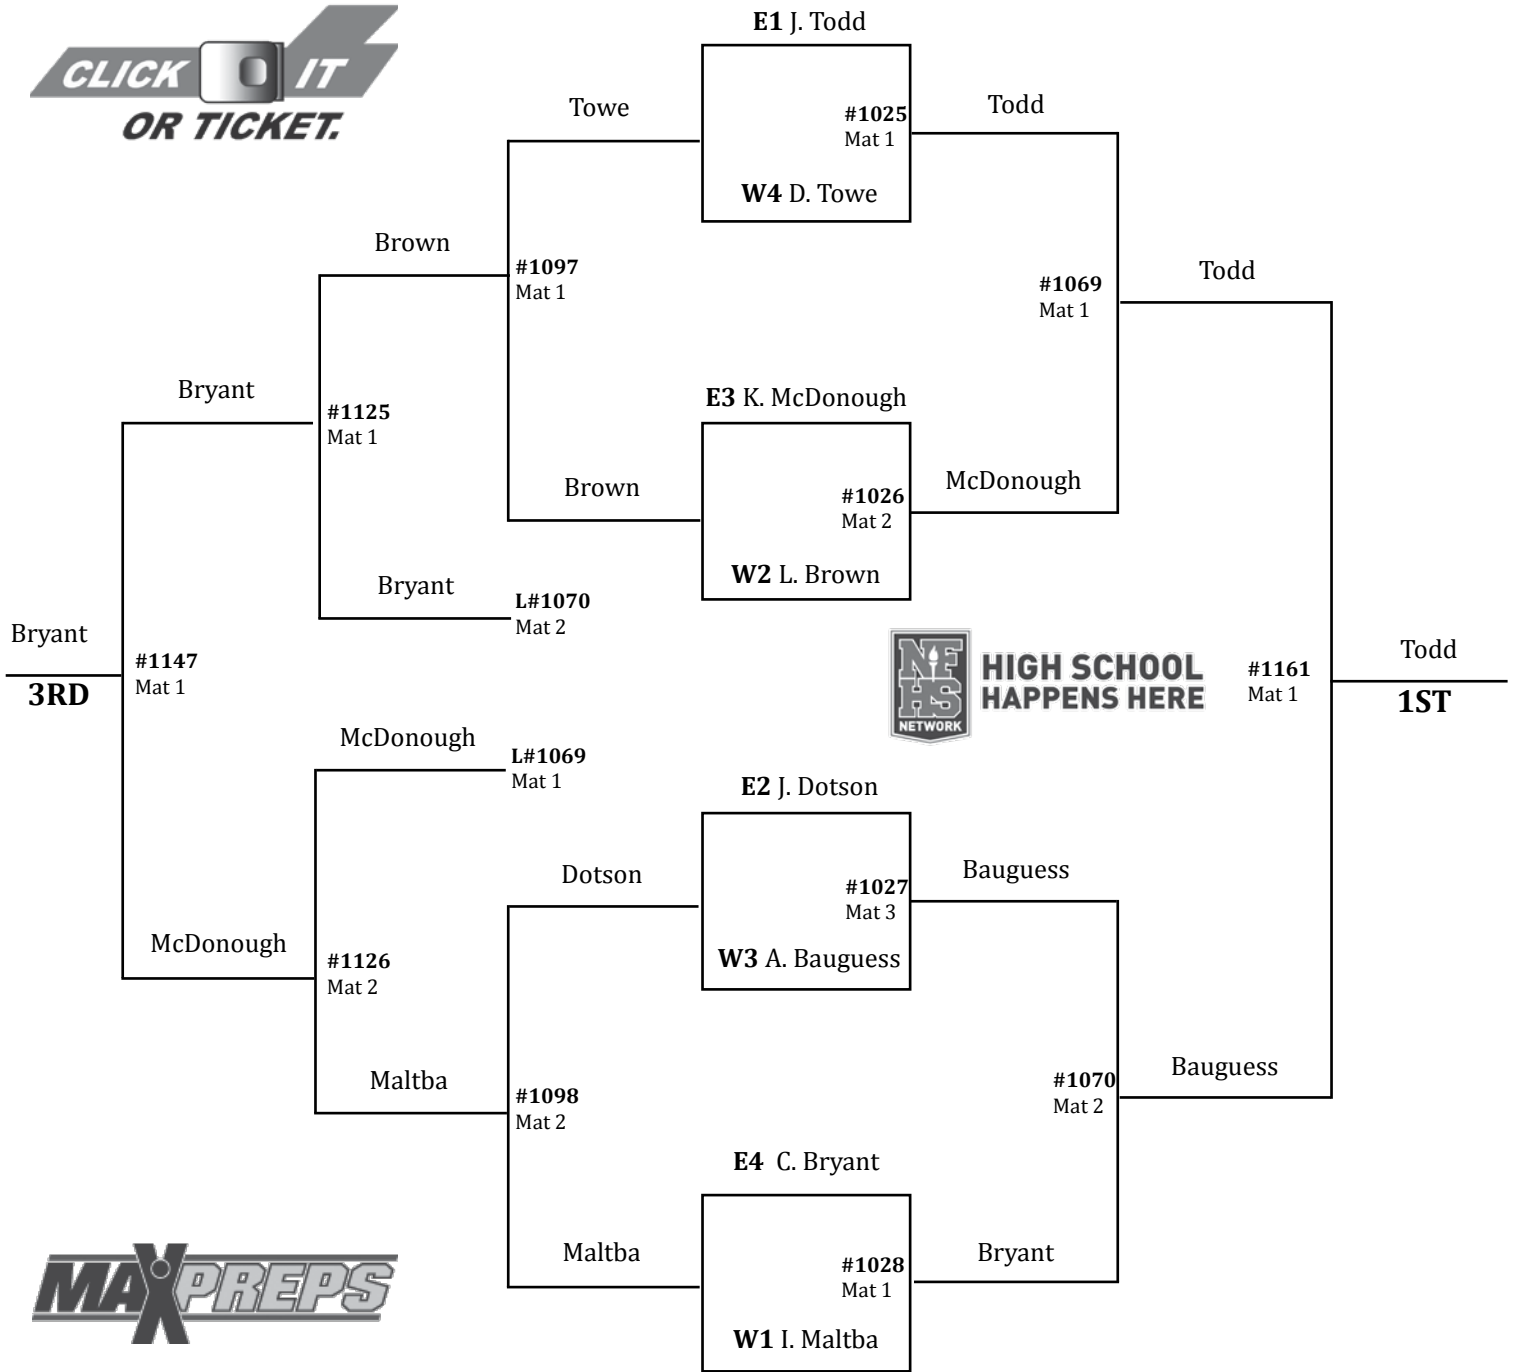 E1 J. Todd
CLICK IT
OR TICKET.
Towe
#1025
Mat 1
Todd
W4 D. Towe
Brown
#1097
Mat 1
#1069
Mat 1
Todd
Bryant
#1125
Mat 1
E3 K. McDonough
Brown
#1026
Mat 2
McDonough
W2 L. Brown
Bryant
L#1070
Mat 2
Bryant
3RD
#1147
Mat 1
NF
HS
NETWORK
HIGH SCHOOL
HAPPENS HERE
#1161
Mat 1
Todd
1ST
McDonough
L#1069
Mat 1
E2 J. Dotson
Dotson
#1027
Mat 3
Bauguess
McDonough
#1126
Mat 2
W3 A. Bauguess
Maltba
#1098
Mat 2
#1070
Mat 2
Bauguess
E4 C. Bryant
Maltba
#1028
Mat 1
Bryant
W1 I. Maltba
MAXPREPS